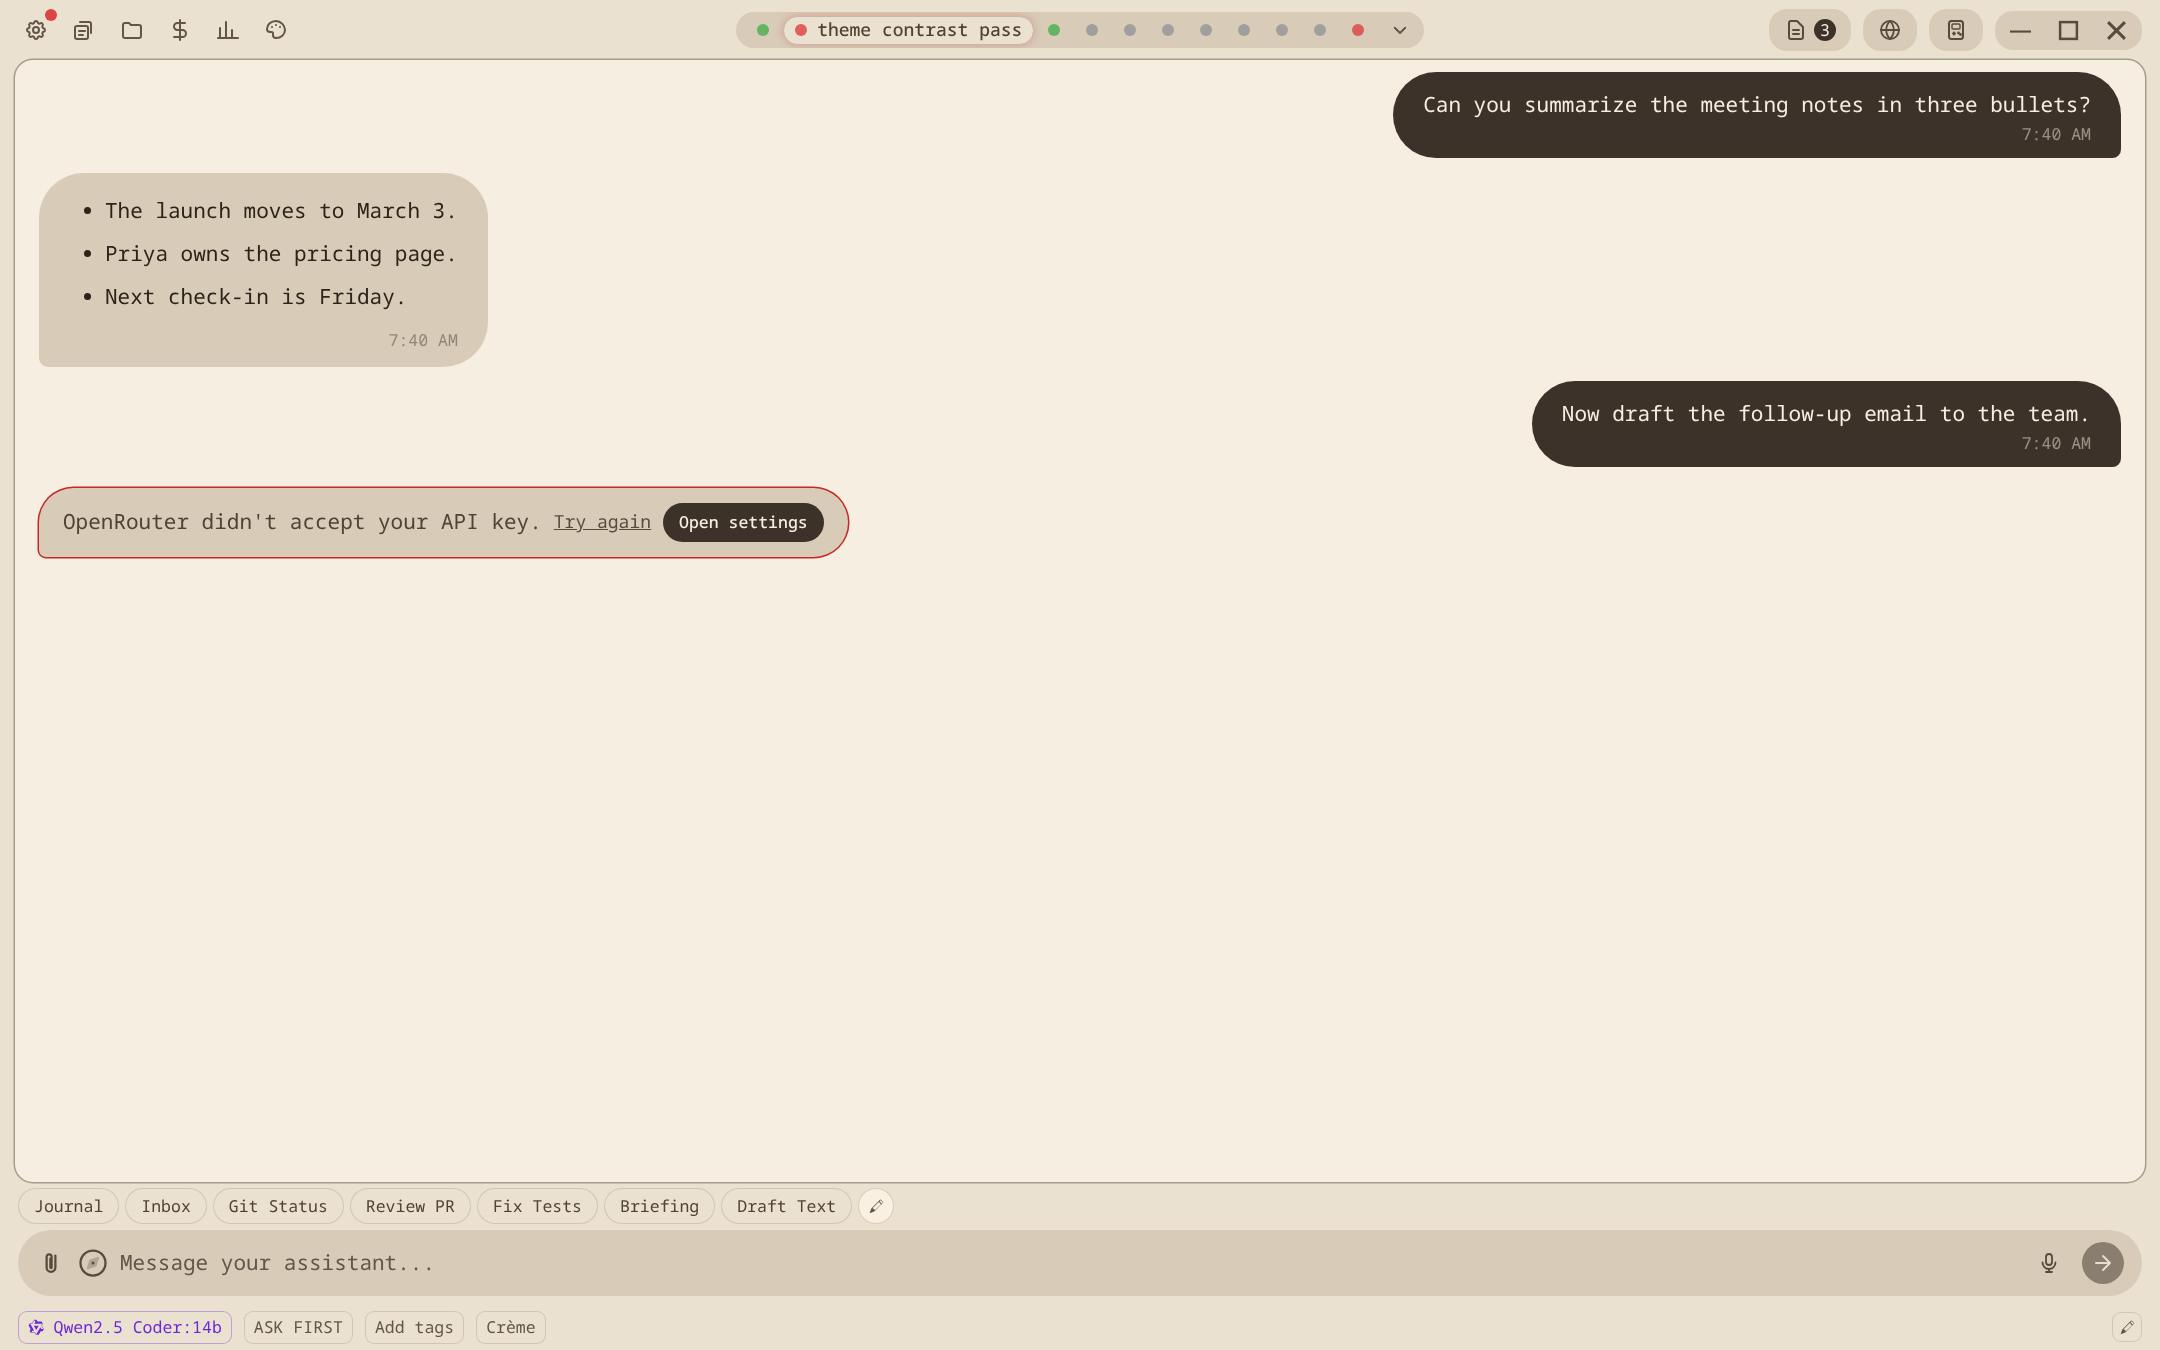 theme contrast pass
3
Can you summarize the meeting notes in three bullets?
7:40 AM
• The launch moves to March 3.
• Priya owns the pricing page.
• Next check-in is Friday.
7:40 AM
Now draft the follow-up email to the team.
7:40 AM
OpenRouter didn't accept your API key. Try again Open settings
Journal Inbox Git Status Review PR Fix Tests Briefing Draft Text
Message your assistant...
Qwen2.5 Coder:14b ASK FIRST Add tags Crème